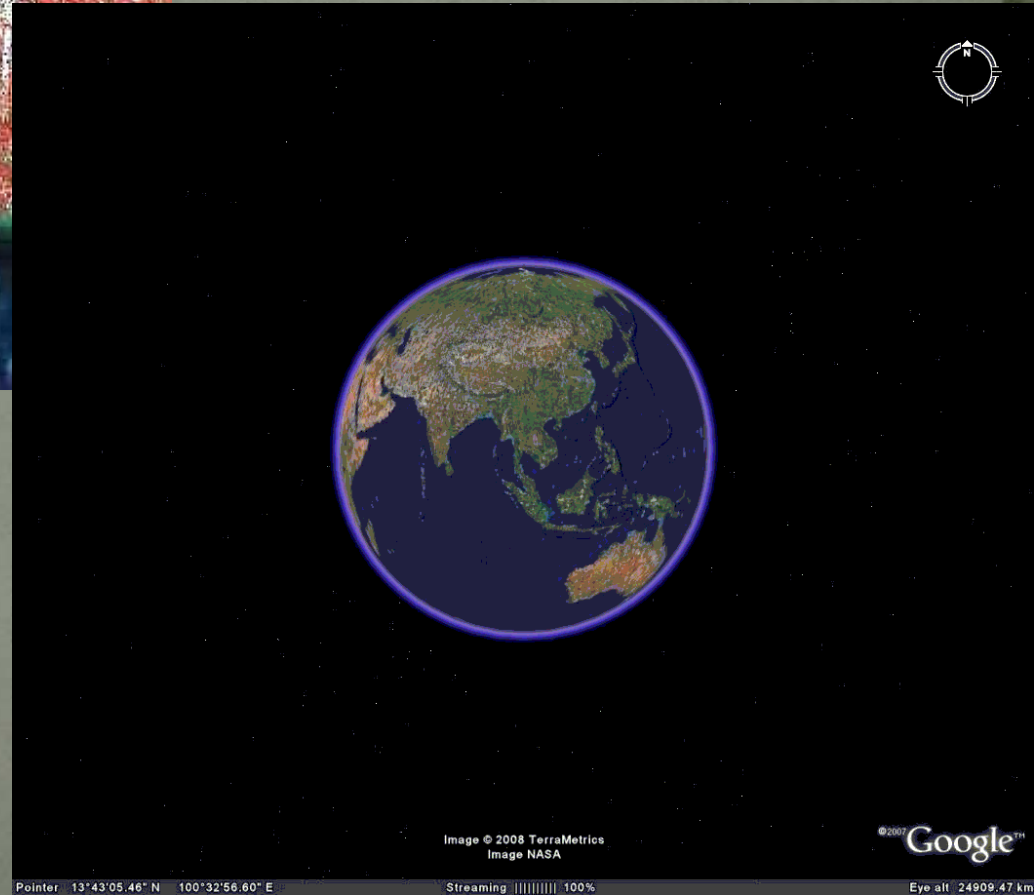 N
Image © 2008 TerraMetrics
Image NASA
©2007 Google™
Pointer 13°43'05.46" N 100°32'56.60" E Streaming |||||||||| 100% Eye alt 24909.47 km